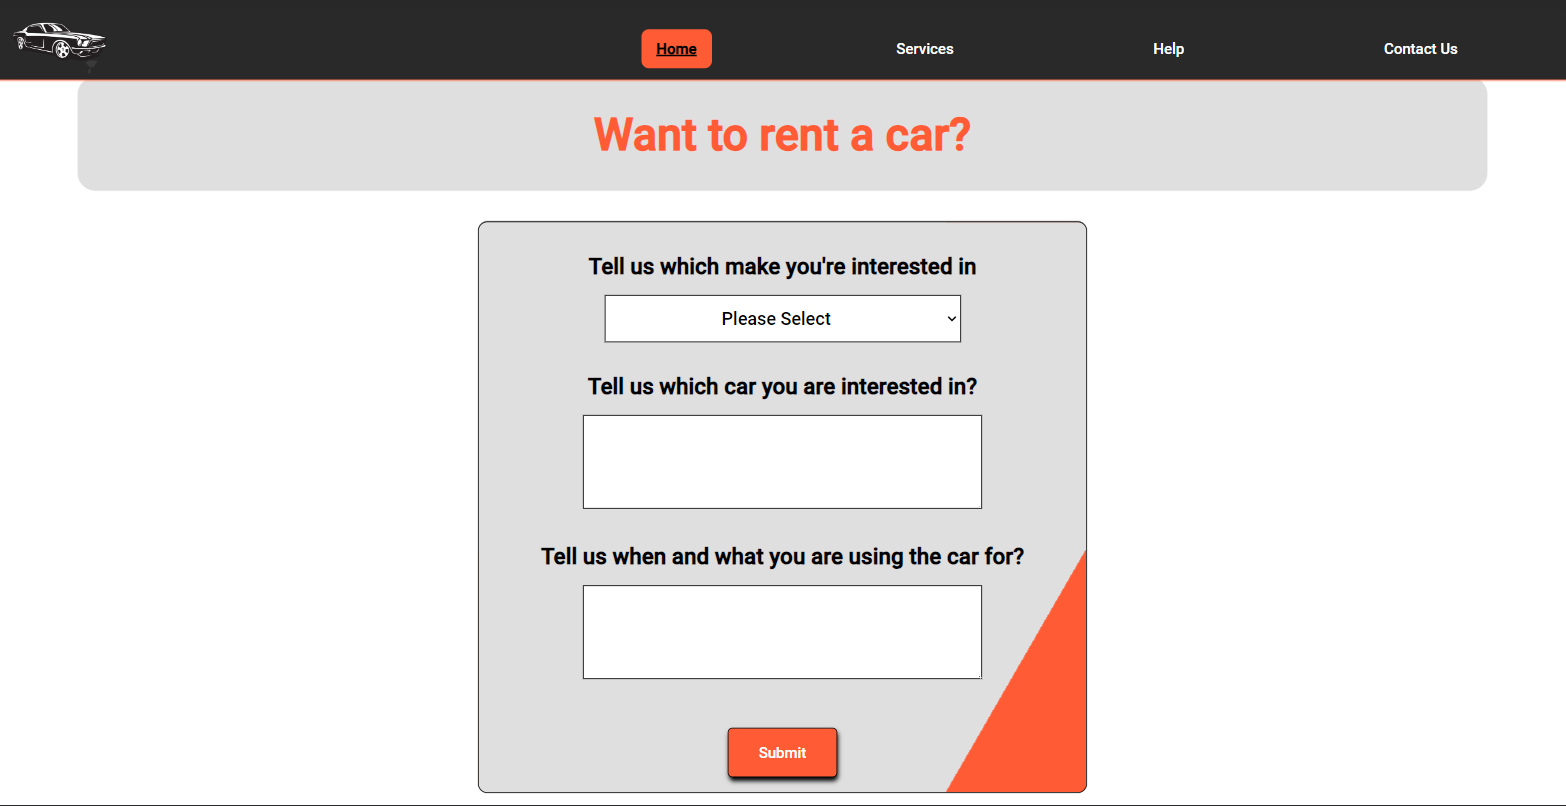 Home
Services
Help
Contact Us
Want to rent a car?
Tell us which make you're interested in
Please Select
Tell us which car you are interested in?
Tell us when and what you are using the car for?
Submit